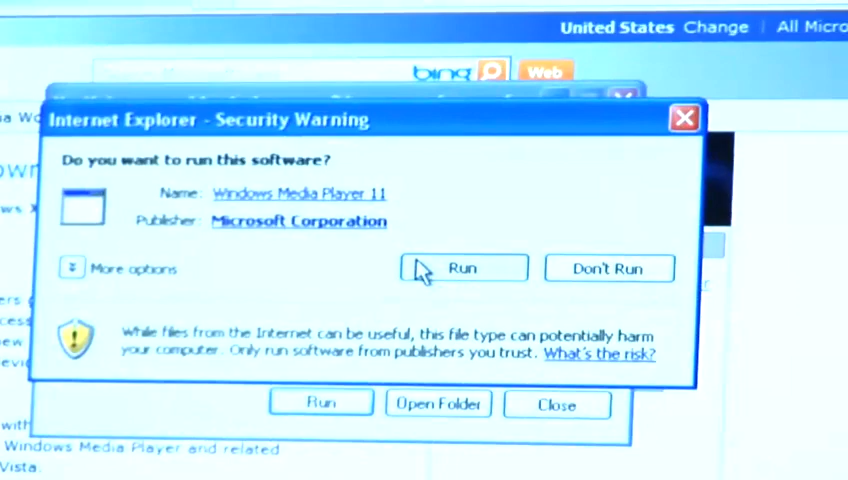 United States Change | All Micro
bing Web
a Wo
Internet Explorer - Security Warning
Do you want to run this software?
Name: Windows Media Player 11
Publisher: Microsoft Corporation
More options
Run
Don't Run
While files from the Internet can be useful, this file type can potentially harm
your computer. Only run software from publishers you trust. What's the risk?
Run
Open Folder
Close
with
Windows Media Player and related
Vista.